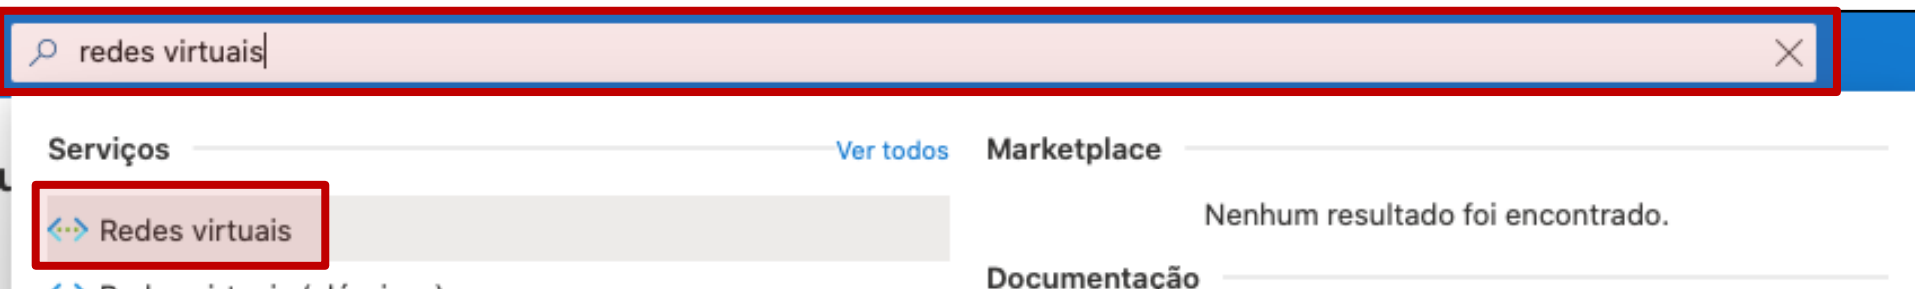 redes virtuais
Serviços
Ver todos
Redes virtuais
Marketplace
Nenhum resultado foi encontrado.
Documentação